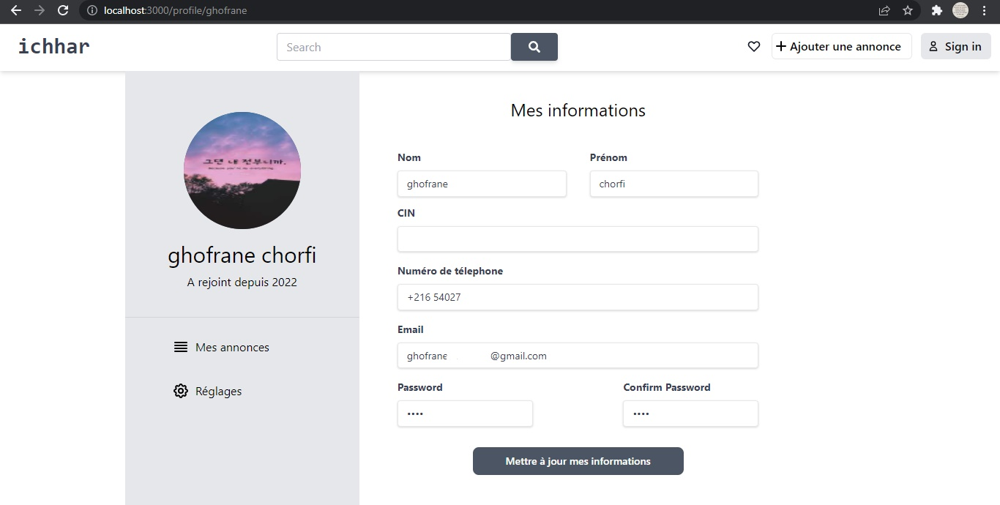 localhost:3000/profile/ghofrane
ichhar
Search
Ajouter une annonce
Sign in
그댄 내 전부니까.
ghofrane chorfi
A rejoint depuis 2022
Mes annonces
Réglages
Mes informations
Nom
Prénom
ghofrane
chorfi
CIN
Numéro de télephone
+216 54027
Email
ghofrane @gmail.com
Password
Confirm Password
••••
••••
Mettre à jour mes informations